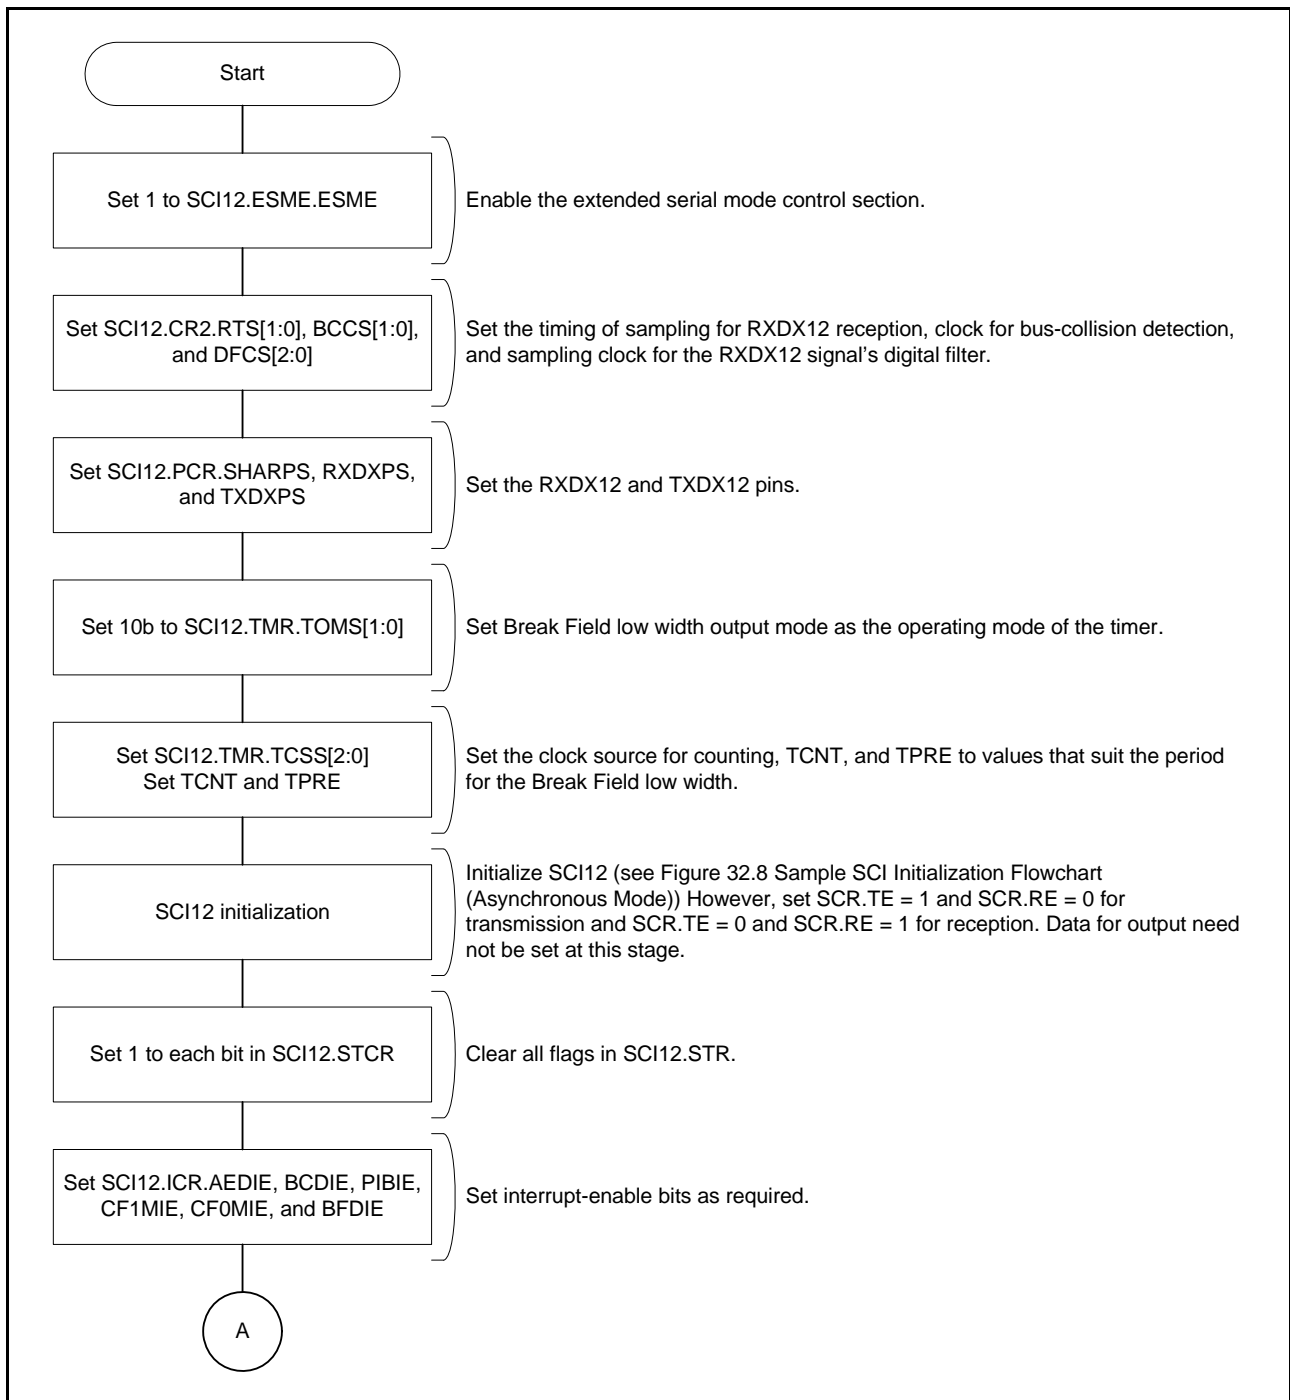 Start
Set 1 to SCI12.ESME.ESME
Enable the extended serial mode control section.
Set SCI12.CR2.RTS[1:0], BCCS[1:0],
and DFCS[2:0]
Set the timing of sampling for RXDX12 reception, clock for bus-collision detection,
and sampling clock for the RXDX12 signal's digital filter.
Set SCI12.PCR.SHARPS, RXDXPS,
and TXDXPS
Set the RXDX12 and TXDX12 pins.
Set 10b to SCI12.TMR.TOMS[1:0]
Set Break Field low width output mode as the operating mode of the timer.
Set SCI12.TMR.TCSS[2:0]
Set TCNT and TPRE
Set the clock source for counting, TCNT, and TPRE to values that suit the period
for the Break Field low width.
SCI12 initialization
Initialize SCI12 (see Figure 32.8 Sample SCI Initialization Flowchart
(Asynchronous Mode)) However, set SCR.TE = 1 and SCR.RE = 0 for
transmission and SCR.TE = 0 and SCR.RE = 1 for reception. Data for output need
not be set at this stage.
Set 1 to each bit in SCI12.STCR
Clear all flags in SCI12.STR.
Set SCI12.ICR.AEDIE, BCDIE, PIBIE,
CF1MIE, CF0MIE, and BFDIE
Set interrupt-enable bits as required.
A